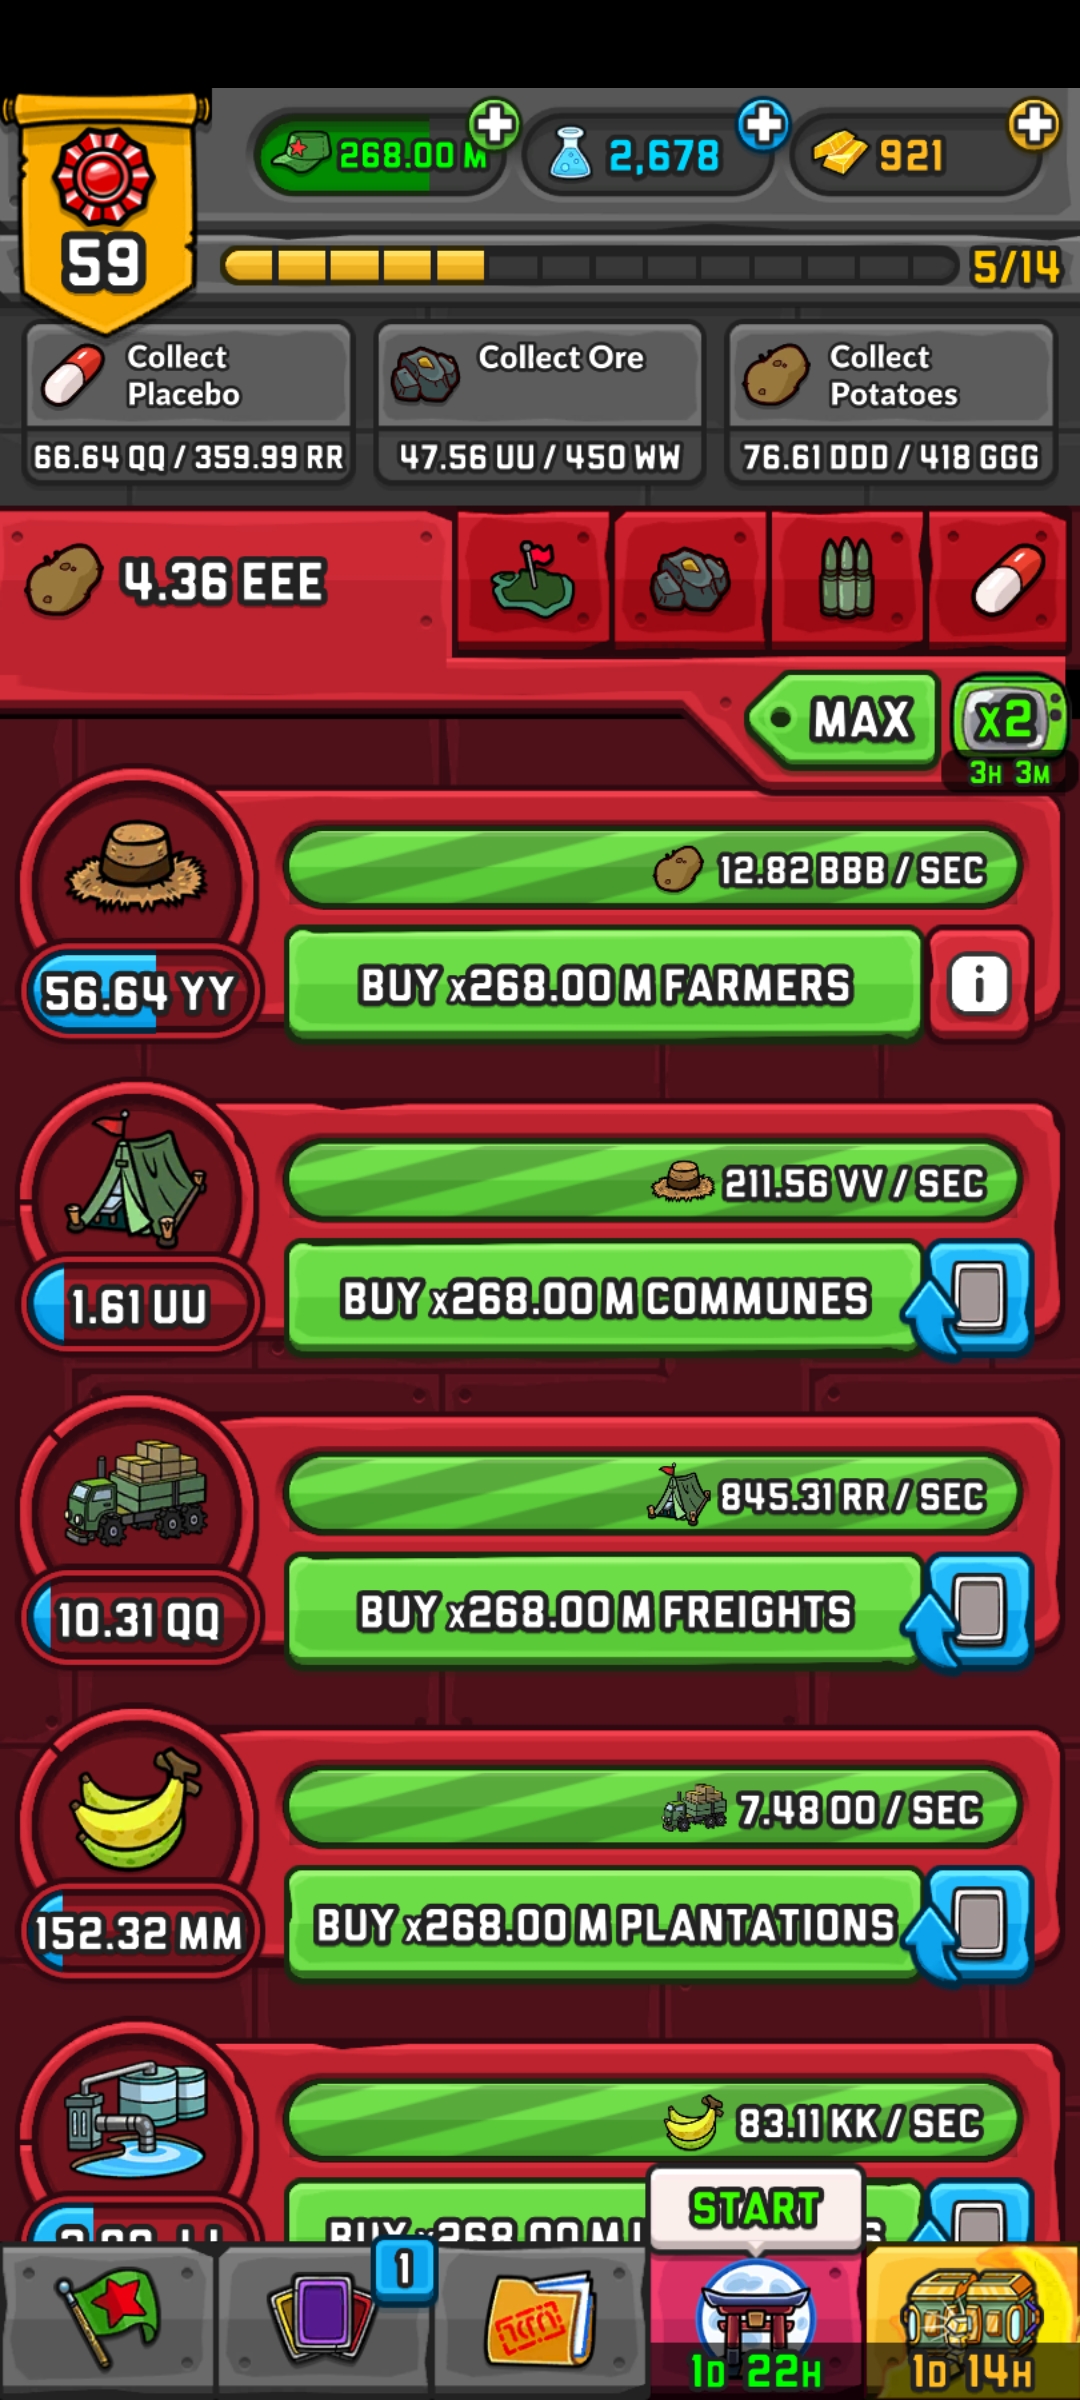 268.00 M
2,678
921
59
5/14
Collect
Placebo
66.64 QQ / 359.99 RR
Collect Ore
47.56 UU / 450 WW
Collect
Potatoes
76.61 DDD / 418 GGG
4.36 EEE
MAX
x2
3H 3M
12.82 BBB / SEC
56.64 YY
BUY x268.00 M FARMERS
i
211.56 VV / SEC
1.61 UU
BUY x268.00 M COMMUNES
845.31 RR / SEC
10.31 QQ
BUY x268.00 M FREIGHTS
7.48 OO / SEC
152.32 MM
BUY x268.00 M PLANTATIONS
83.11 KK / SEC
BUY x268.00 M
START
1
1D 22H
1D 14H